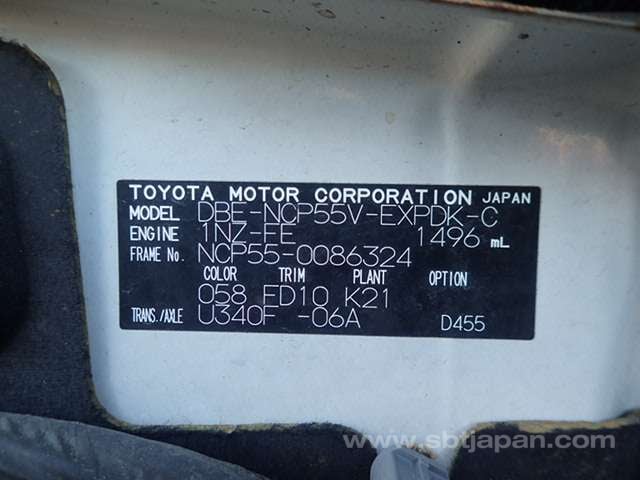 TOYOTA MOTOR CORPORATION JAPAN
MODEL DBE-NCP55V-EXPDK-C
ENGINE 1NZ-FE 1496 mL
FRAME No. NCP55-0086324
COLOR TRIM PLANT OPTION
058 FD10 K21
TRANS./AXLE U340F -06A D455
www.sbtjapan.com